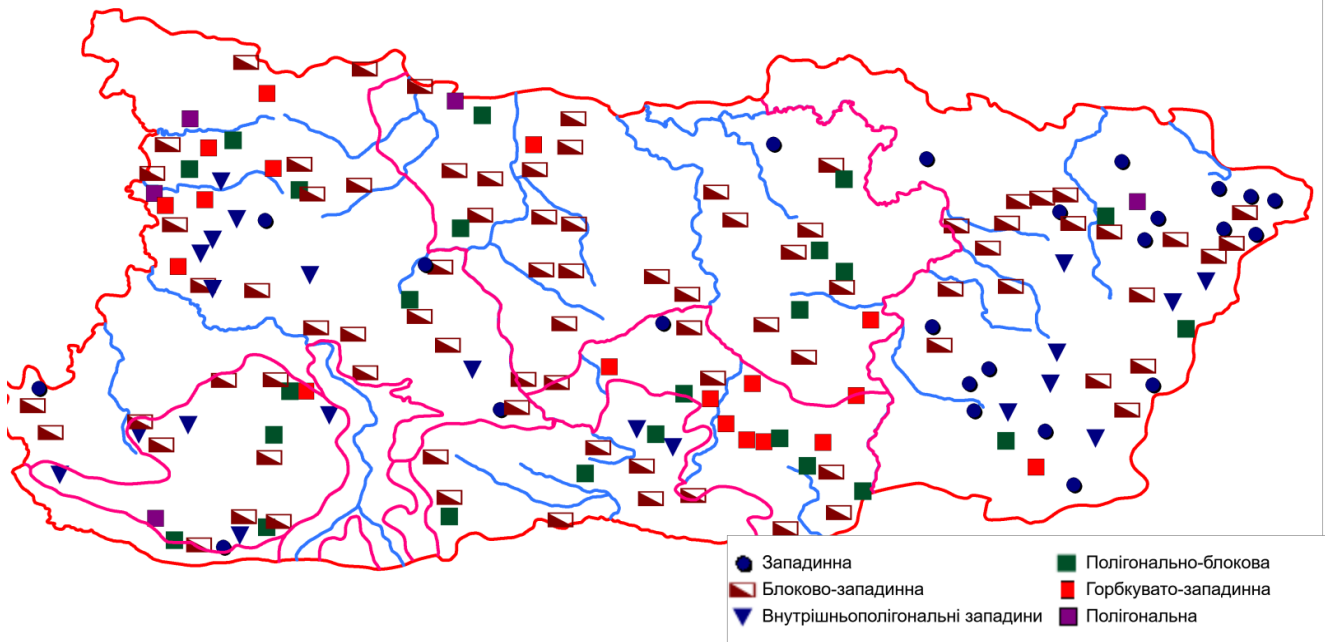 Западинна
Блоково-западинна
Внутрішньополігональні западини
Полігонально-блокова
Горбкувато-западинна
Полігональна